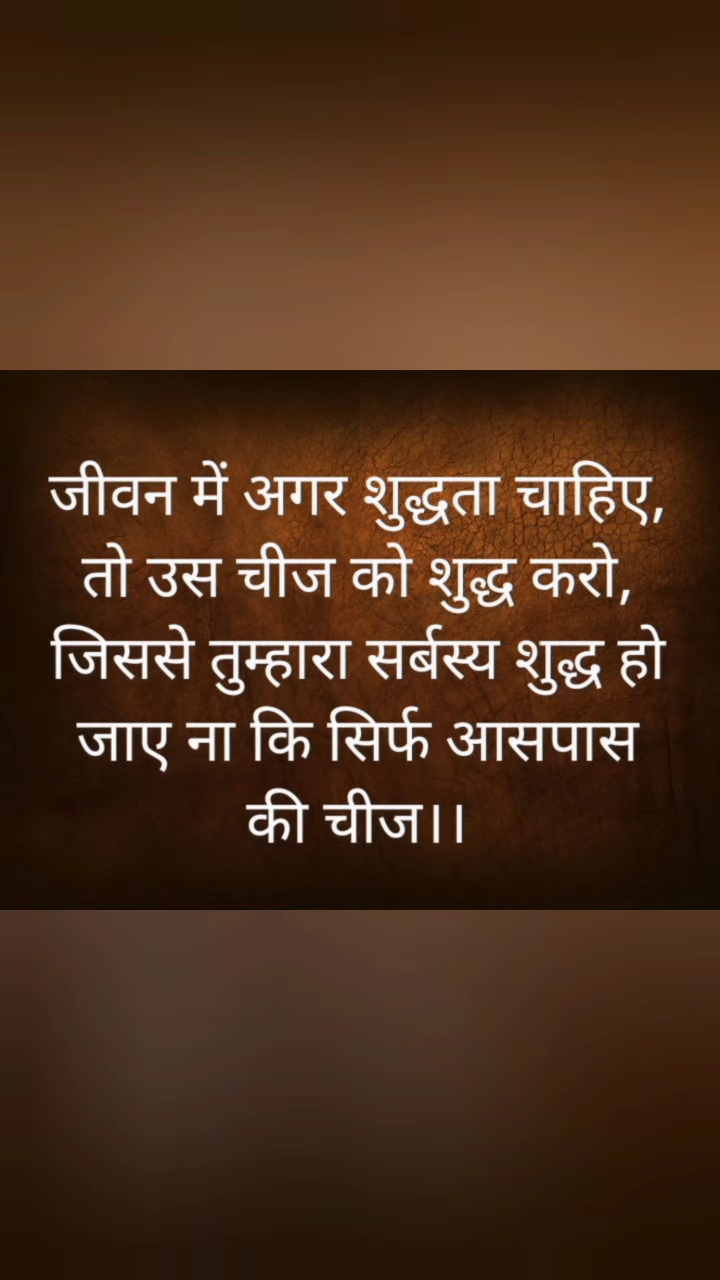 जीवन में अगर शुद्धता चाहिए,
तो उस चीज को शुद्ध करो,
जिससे तुम्हारा सर्बस्य शुद्ध हो
जाए ना कि सिर्फ आसपास
की चीज।।